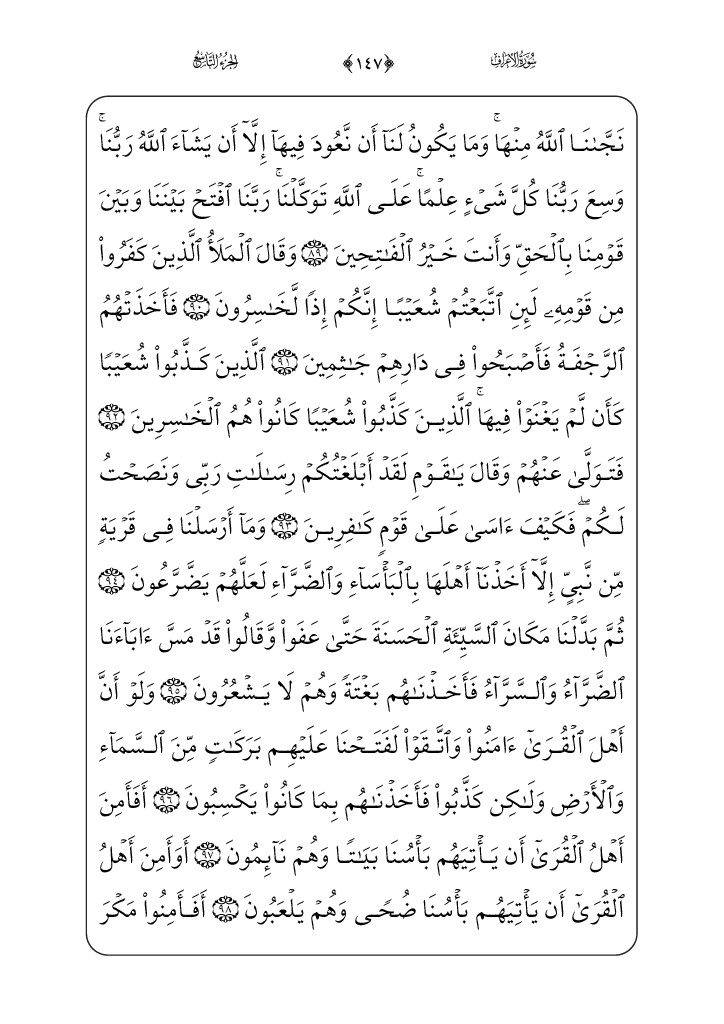 سُورَةُ الأَعۡرَافِ ﴿١٤٧﴾ الجُزۡءُ التَّاسِعُ
نَجَّىٰنَا ٱللَّهُ مِنۡهَاۚ وَمَا يَكُونُ لَنَآ أَن نَّعُودَ فِيهَآ إِلَّآ أَن يَشَآءَ ٱللَّهُ رَبُّنَاۚ
وَسِعَ رَبُّنَا كُلَّ شَىۡءٍ عِلۡمًاۚ عَلَى ٱللَّهِ تَوَكَّلۡنَاۚ رَبَّنَا ٱفۡتَحۡ بَيۡنَنَا وَبَيۡنَ
قَوۡمِنَا بِٱلۡحَقِّ وَأَنتَ خَيۡرُ ٱلۡفَٰتِحِينَ ٨٩ وَقَالَ ٱلۡمَلَأُ ٱلَّذِينَ كَفَرُواْ
مِن قَوۡمِهِۦ لَئِنِ ٱتَّبَعۡتُمۡ شُعَيۡبًا إِنَّكُمۡ إِذًا لَّخَٰسِرُونَ ٩٠ فَأَخَذَتۡهُمُ
ٱلرَّجۡفَةُ فَأَصۡبَحُواْ فِى دَارِهِمۡ جَٰثِمِينَ ٩١ ٱلَّذِينَ كَذَّبُواْ شُعَيۡبًا
كَأَن لَّمۡ يَغۡنَوۡاْ فِيهَاۚ ٱلَّذِينَ كَذَّبُواْ شُعَيۡبًا كَانُواْ هُمُ ٱلۡخَٰسِرِينَ ٩٢
فَتَوَلَّىٰ عَنۡهُمۡ وَقَالَ يَٰقَوۡمِ لَقَدۡ أَبۡلَغۡتُكُمۡ رِسَٰلَٰتِ رَبِّى وَنَصَحۡتُ
لَكُمۡۖ فَكَيۡفَ ءَاسَىٰ عَلَىٰ قَوۡمٍ كَٰفِرِينَ ٩٣ وَمَآ أَرۡسَلۡنَا فِى قَرۡيَةٍ
مِّن نَّبِىٍّ إِلَّآ أَخَذۡنَآ أَهۡلَهَا بِٱلۡبَأۡسَآءِ وَٱلضَّرَّآءِ لَعَلَّهُمۡ يَضَّرَّعُونَ ٩٤
ثُمَّ بَدَّلۡنَا مَكَانَ ٱلسَّيِّئَةِ ٱلۡحَسَنَةَ حَتَّىٰ عَفَواْ وَّقَالُواْ قَدۡ مَسَّ ءَابَآءَنَا
ٱلضَّرَّآءُ وَٱلسَّرَّآءُ فَأَخَذۡنَٰهُم بَغۡتَةً وَهُمۡ لَا يَشۡعُرُونَ ٩٥ وَلَوۡ أَنَّ
أَهۡلَ ٱلۡقُرَىٰٓ ءَامَنُواْ وَٱتَّقَوۡاْ لَفَتَحۡنَا عَلَيۡهِم بَرَكَٰتٍ مِّنَ ٱلسَّمَآءِ
وَٱلۡأَرۡضِ وَلَٰكِن كَذَّبُواْ فَأَخَذۡنَٰهُم بِمَا كَانُواْ يَكۡسِبُونَ ٩٦ أَفَأَمِنَ
أَهۡلُ ٱلۡقُرَىٰٓ أَن يَأۡتِيَهُم بَأۡسُنَا بَيَٰتًا وَهُمۡ نَآئِمُونَ ٩٧ أَوَأَمِنَ أَهۡلُ
ٱلۡقُرَىٰٓ أَن يَأۡتِيَهُم بَأۡسُنَا ضُحًى وَهُمۡ يَلۡعَبُونَ ٩٨ أَفَأَمِنُواْ مَكۡرَ